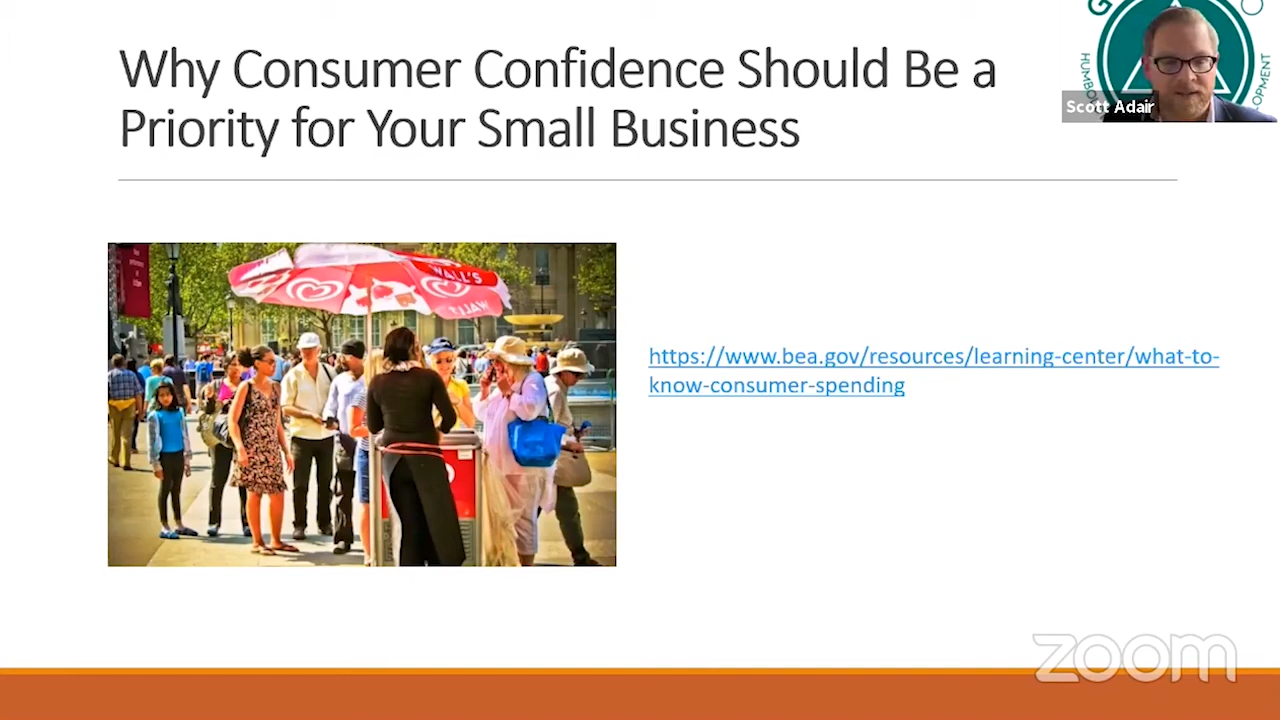 Why Consumer Confidence Should Be a
Priority for Your Small Business
Scott Adair
WALL'S
WALL'S
https://www.bea.gov/resources/learning-center/what-to-
know-consumer-spending
zoom